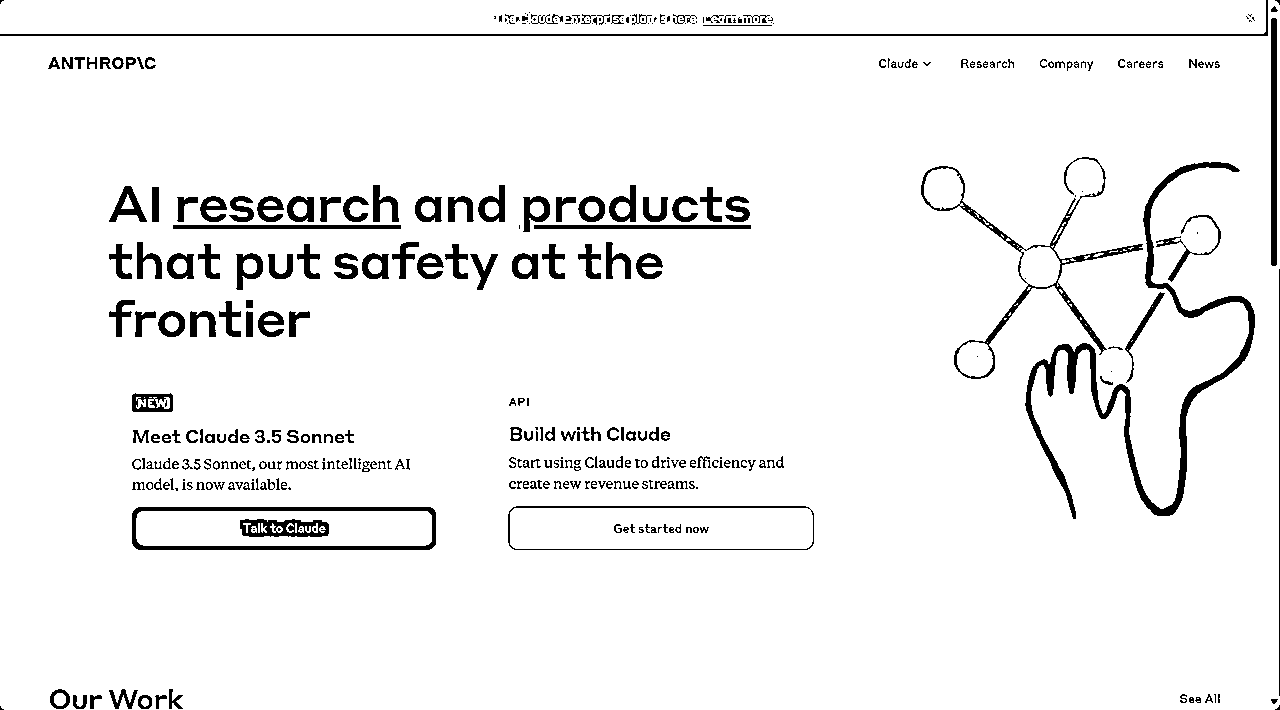 The Claude Enterprise plan is here. Learn more
ANTHROP\C
Claude Research Company Careers News
AI research and products
that put safety at the
frontier
NEW
Meet Claude 3.5 Sonnet
Claude 3.5 Sonnet, our most intelligent AI
model, is now available.
Talk to Claude
API
Build with Claude
Start using Claude to drive efficiency and
create new revenue streams.
Get started now
Our Work
See All